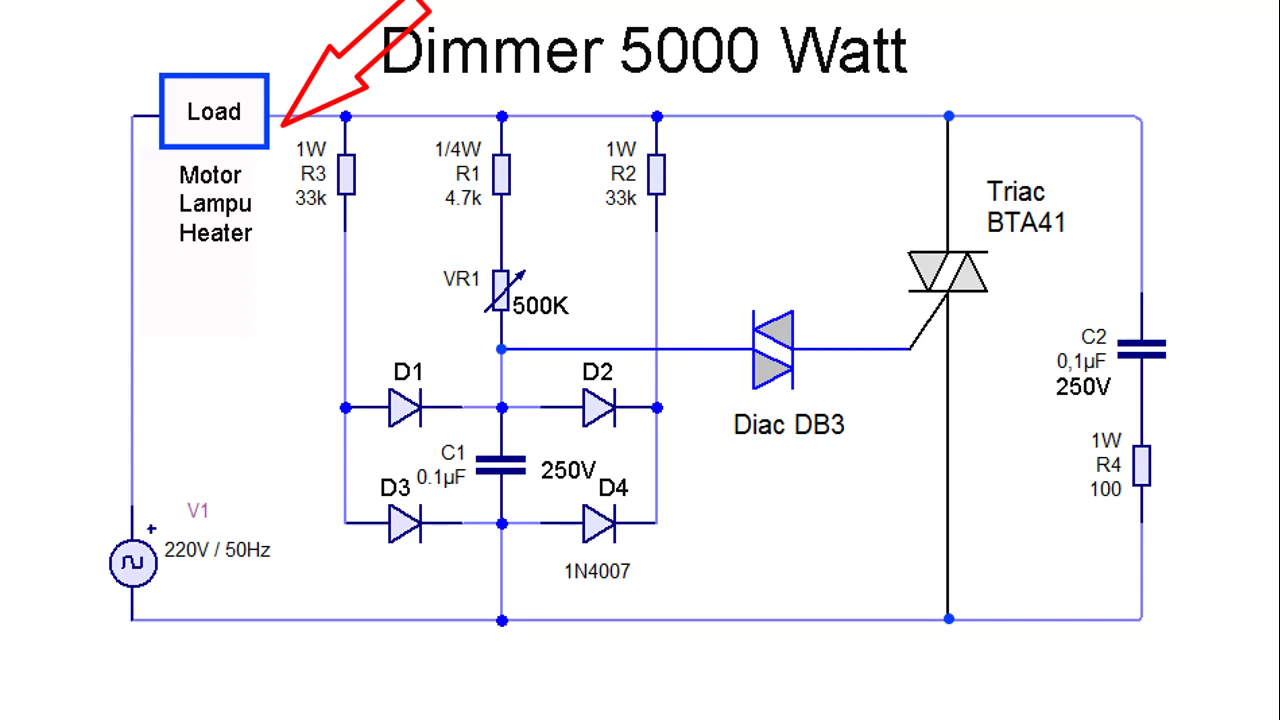 Dimmer 5000 Watt
Load
Motor
Lampu
Heater
1W
R3
33k
1/4W
R1
4.7k
1W
R2
33k
Triac
BTA41
VR1
500K
D1
D2
Diac DB3
C2
0,1µF
250V
C1
0.1µF
250V
D3
D4
1W
R4
100
V1
+
220V / 50Hz
1N4007